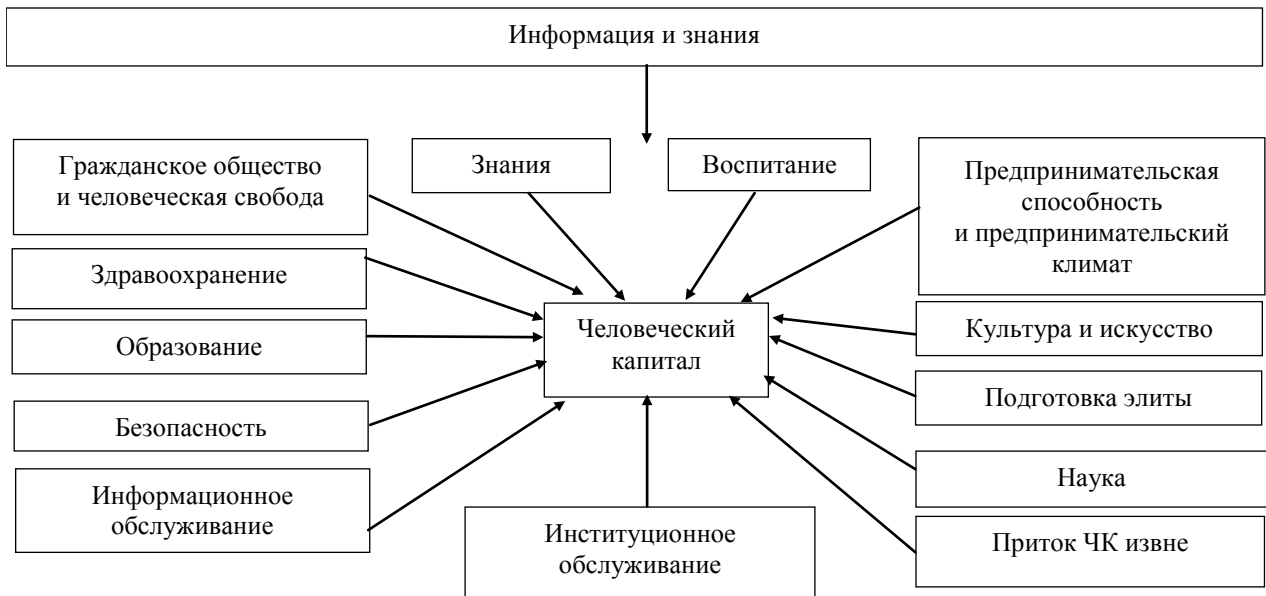 Информация и знания
Гражданское общество
и человеческая свобода
Знания
Воспитание
Предпринимательская
способность
и предпринимательский
климат
Здравоохранение
Образование
Безопасность
Информационное
обслуживание
Человеческий
капитал
Институционное
обслуживание
Культура и искусство
Подготовка элиты
Наука
Приток ЧК извне